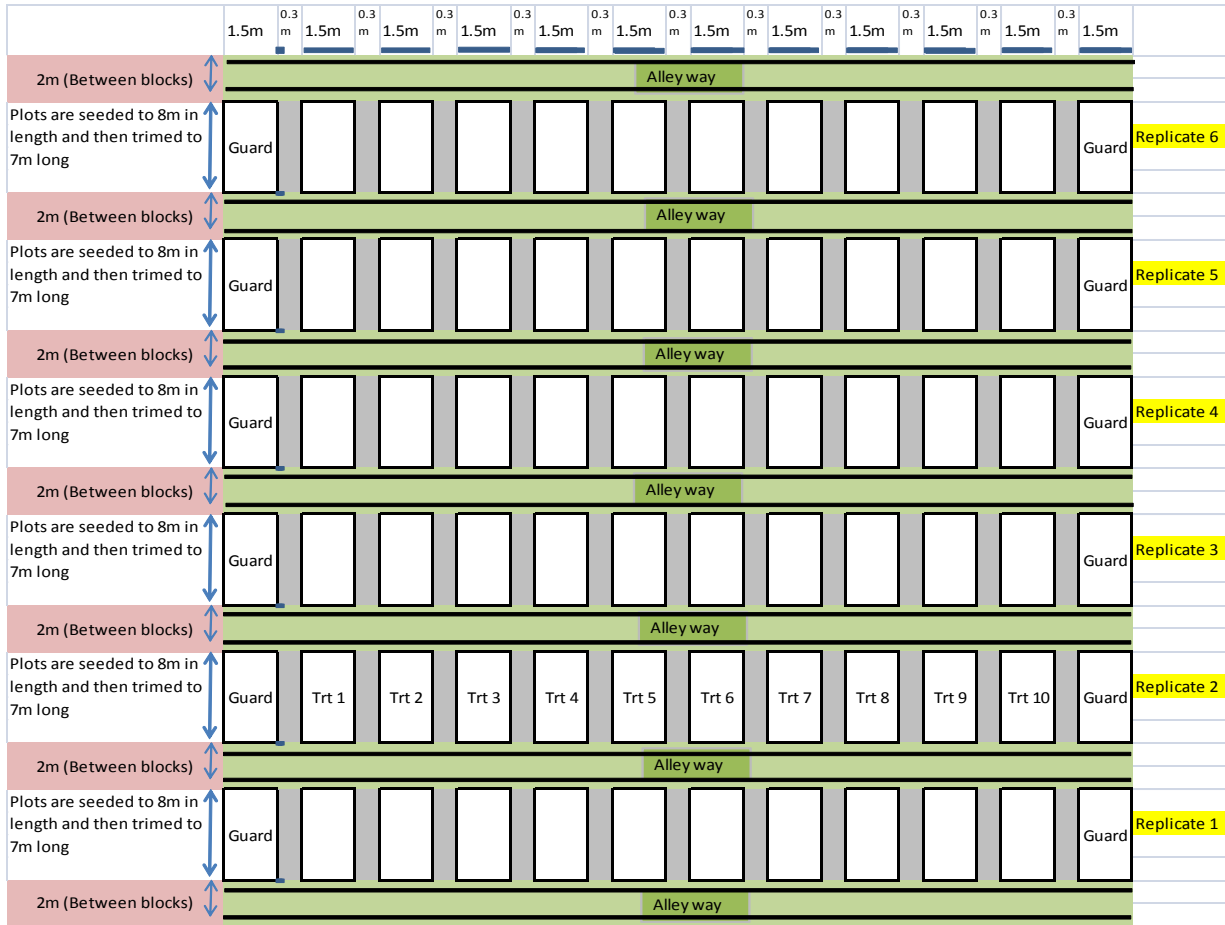 1.5m 0.3 m 1.5m 0.3 m 1.5m 0.3 m 1.5m 0.3 m 1.5m 0.3 m 1.5m 0.3 m 1.5m 0.3 m 1.5m 0.3 m 1.5m 0.3 m 1.5m 0.3 m 1.5m 0.3 m 1.5m
2m (Between blocks) Alley way
Plots are seeded to 8m in
length and then trimed to
7m long
Guard Guard Replicate 6
2m (Between blocks) Alley way
Plots are seeded to 8m in
length and then trimed to
7m long
Guard Guard Replicate 5
2m (Between blocks) Alley way
Plots are seeded to 8m in
length and then trimed to
7m long
Guard Guard Replicate 4
2m (Between blocks) Alley way
Plots are seeded to 8m in
length and then trimed to
7m long
Guard Guard Replicate 3
2m (Between blocks) Alley way
Plots are seeded to 8m in
length and then trimed to
7m long
Guard Trt 1 Trt 2 Trt 3 Trt 4 Trt 5 Trt 6 Trt 7 Trt 8 Trt 9 Trt 10 Guard Replicate 2
2m (Between blocks) Alley way
Plots are seeded to 8m in
length and then trimed to
7m long
Guard Guard Replicate 1
2m (Between blocks) Alley way